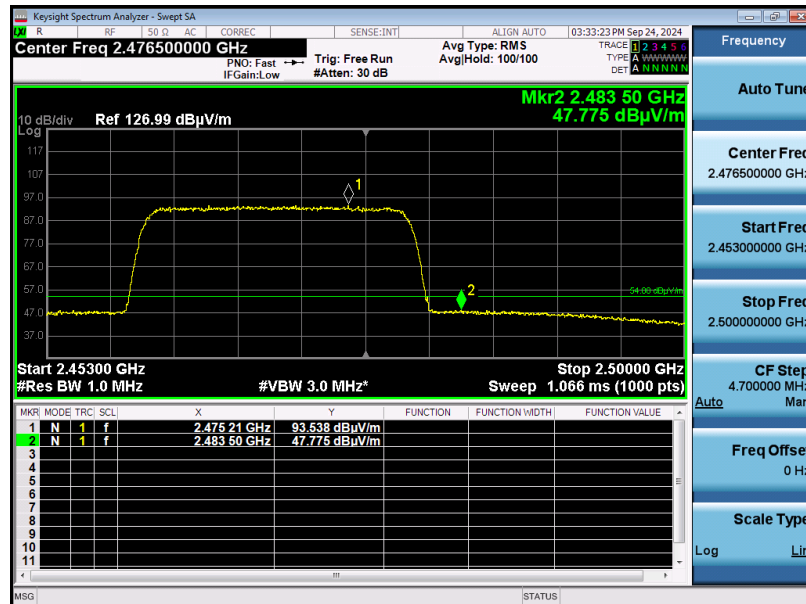 Keysight Spectrum Analyzer - Swept SA
LXI R RF 50 Ω AC CORREC SENSE:INT ALIGN AUTO 03:33:23 PM Sep 24, 2024
Center Freq 2.476500000 GHz
PNO: Fast
IFGain:Low
Trig: Free Run
#Atten: 30 dB
Avg Type: RMS
Avg|Hold: 100/100
TRACE 1 2 3 4 5 6
TYPE A WWWWW
DET A N N N N N
Mkr2 2.483 50 GHz
47.775 dBµV/m
10 dB/div Ref 126.99 dBµV/m
Log
117
107
97.0
87.0
77.0
67.0
57.0
47.0
37.0
1
2
54.00 dBµV/m
Start 2.45300 GHz Stop 2.50000 GHz
#Res BW 1.0 MHz #VBW 3.0 MHz* Sweep 1.066 ms (1000 pts)
MKR MODE TRC SCL X Y FUNCTION FUNCTION WIDTH FUNCTION VALUE
1 N 1 f 2.475 21 GHz 93.538 dBµV/m
2 N 1 f 2.483 50 GHz 47.775 dBµV/m
3
4
5
6
7
8
9
10
11
MSG STATUS
Frequency
Auto Tune
Center Freq
2.476500000 GHz
Start Freq
2.453000000 GHz
Stop Freq
2.500000000 GHz
CF Step
4.700000 MHz
Auto Man
Freq Offset
0 Hz
Scale Type
Log Lin